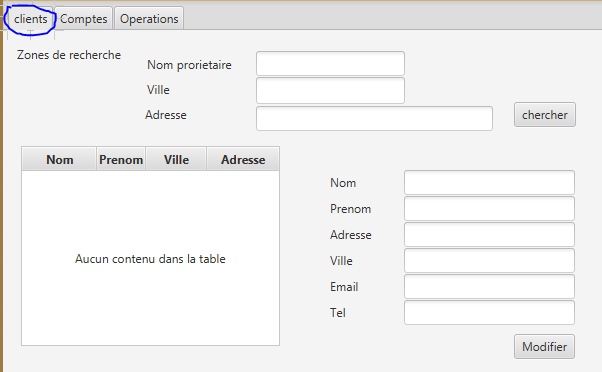 clients Comptes Operations
Zones de recherche
Nom prorietaire
Ville
Adresse
chercher
Nom Prenom Ville Adresse
Aucun contenu dans la table
Nom
Prenom
Adresse
Ville
Email
Tel
Modifier